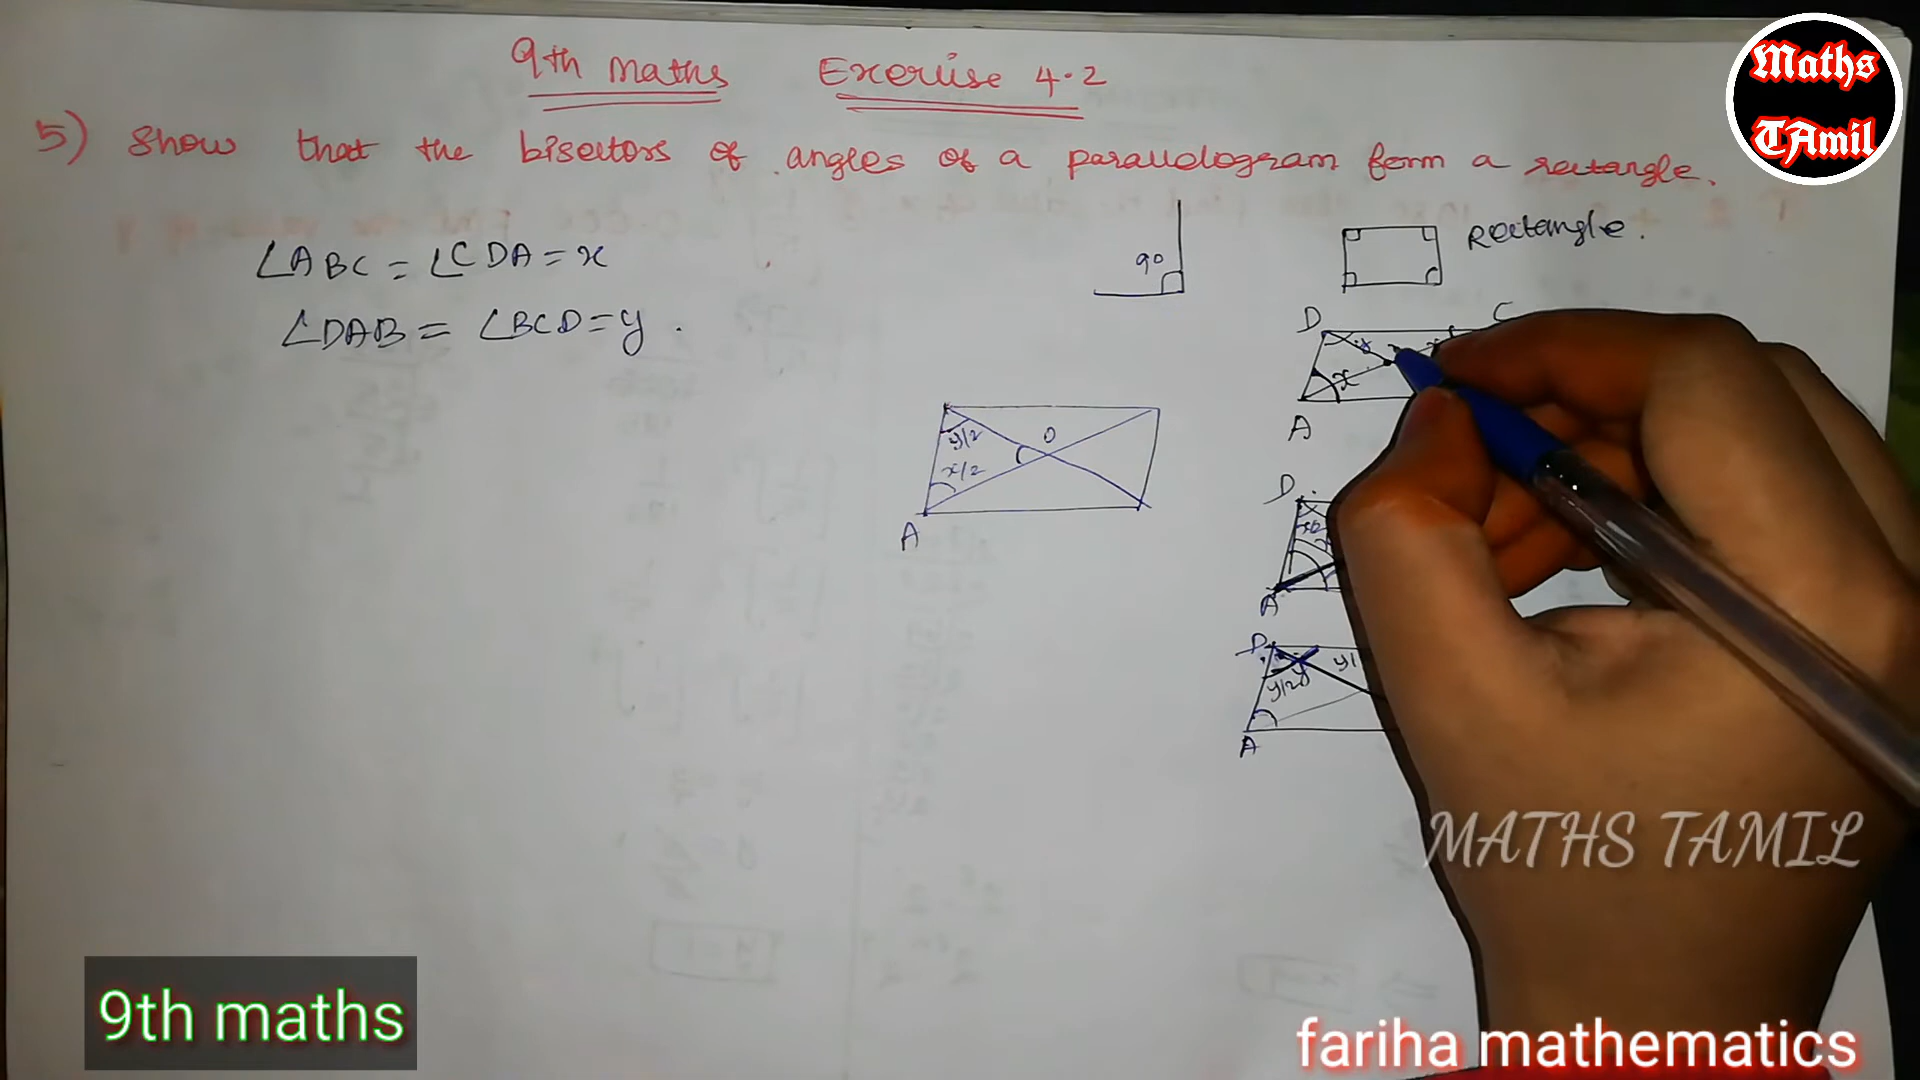 9th maths Exercise 4.2
5) Show that the bisectors of angles of a parallelogram form a rectangle.
∠ABC = ∠CDA = x
∠DAB = ∠BCD = y .
90
Rectangle.
D C
x
A
y/2
x/2
O
A
D
A
D
y/2
A
Maths
TAmil
MATHS TAMIL
9th maths
fariha mathematics